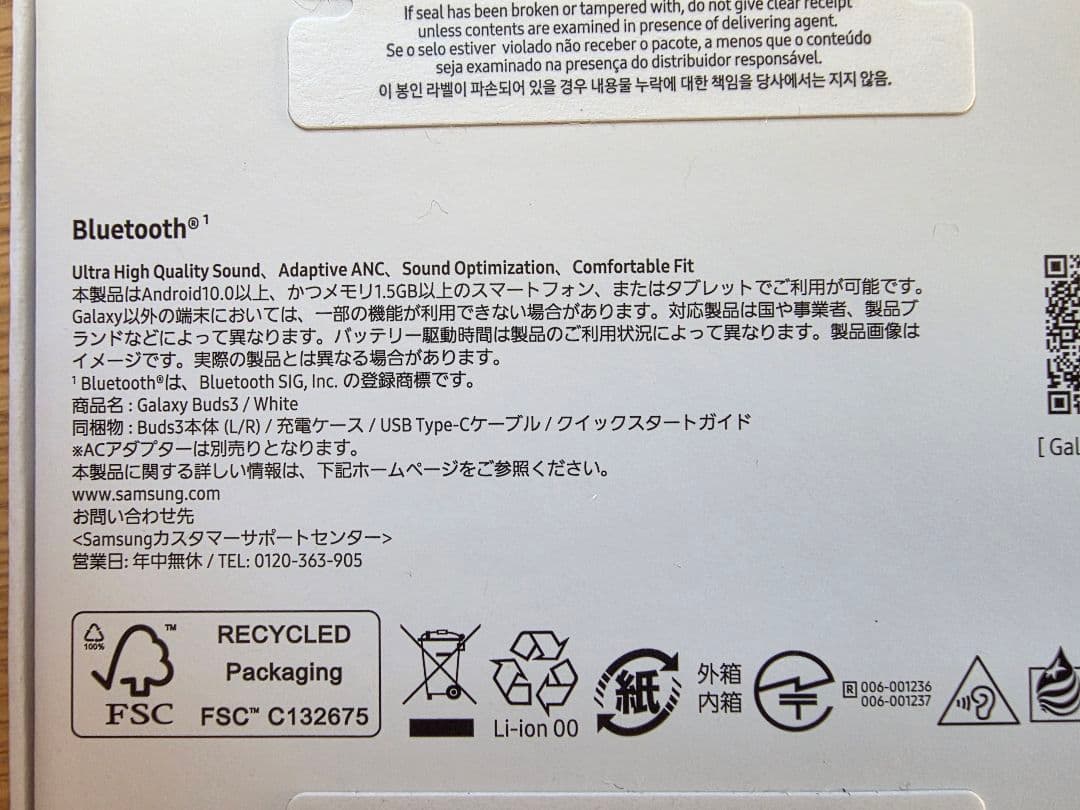 If seal has been broken or tampered with, do not give clear receipt
unless contents are examined in presence of delivering agent.
Se o selo estiver violado não receber o pacote, a menos que o conteúdo
seja examinado na presença do distribuidor responsável.
이 봉인 라벨이 파손되어 있을 경우 내용물 누락에 대한 책임을 당사에서는 지지 않음.
Bluetooth®¹
Ultra High Quality Sound、Adaptive ANC、Sound Optimization、Comfortable Fit
本製品はAndroid10.0以上、かつメモリ1.5GB以上のスマートフォン、またはタブレットでご利用が可能です。
Galaxy以外の端末においては、一部の機能が利用できない場合があります。対応製品は国や事業者、製品ブ
ランドなどによって異なります。バッテリー駆動時間は製品のご利用状況によって異なります。製品画像は
イメージです。実際の製品とは異なる場合があります。
¹ Bluetooth®は、Bluetooth SIG, Inc. の登録商標です。
商品名 : Galaxy Buds3 / White
同梱物 : Buds3本体 (L/R) / 充電ケース / USB Type-Cケーブル / クイックスタートガイド
※ACアダプターは別売りとなります。
本製品に関する詳しい情報は、下記ホームページをご参照ください。
www.samsung.com
お問い合わせ先
<Samsungカスタマーサポートセンター>
営業日: 年中無休 / TEL: 0120-363-905
[ Gal
100%
™
FSC
RECYCLED
Packaging
FSC™ C132675
Li-ion 00
紙
外箱
内箱
R 006-001236
006-001237